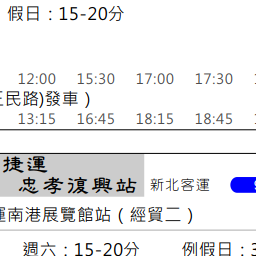 假日：15-20分
12:00 15:30 17:00 17:30
民路)發車 )
13:15 16:45 18:15 18:45
捷運
忠孝復興站 新北客運
運南港展覽館站 ( 經貿二 )
週六：15-20分 例假日：